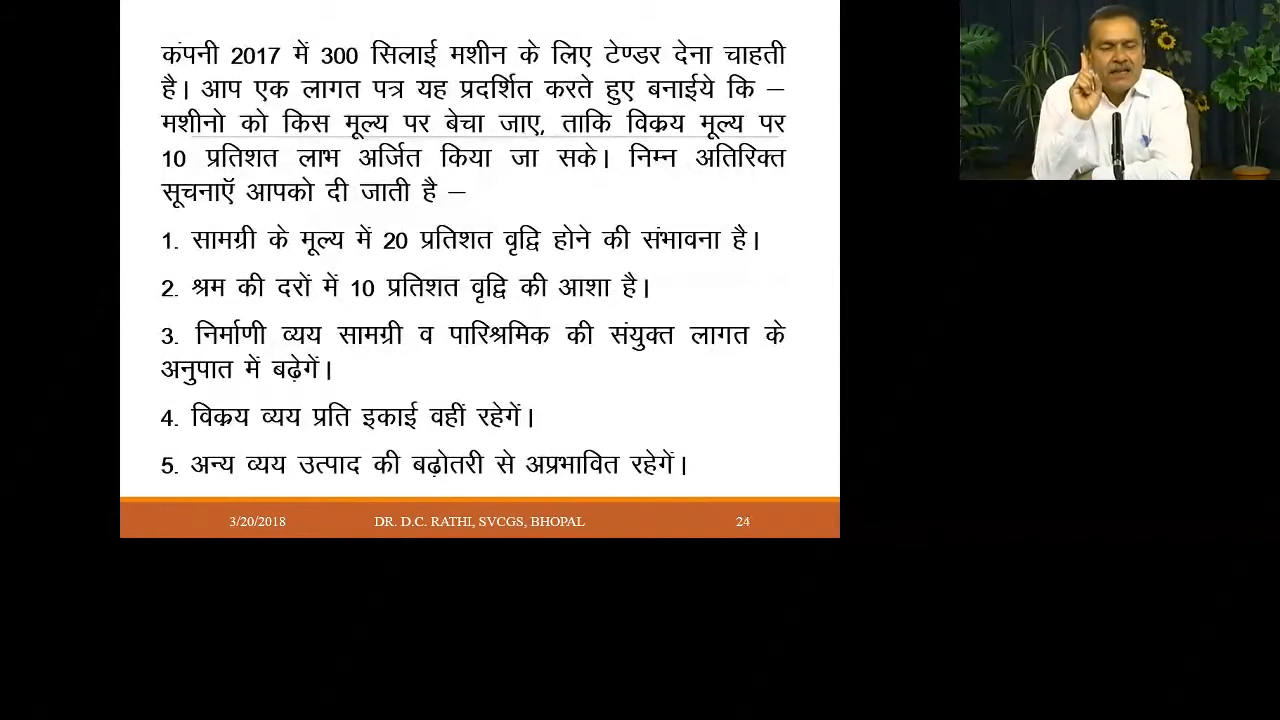 कंपनी 2017 में 300 सिलाई मशीन के लिए टेण्डर देना चाहती
है। आप एक लागत पत्र यह प्रदर्शित करते हुए बनाईये कि –
मशीनो को किस मूल्य पर बेचा जाए, ताकि विक्रय मूल्य पर
10 प्रतिशत लाभ अर्जित किया जा सके। निम्न अतिरिक्त
सूचनाऍ आपको दी जाती है –
1. सामग्री के मूल्य में 20 प्रतिशत वृद्वि होने की संभावना है।
2. श्रम की दरों में 10 प्रतिशत वृद्वि की आशा है।
3. निर्माणी व्यय सामग्री व पारिश्रमिक की संयुक्त लागत के
अनुपात में बढ़ेगें।
4. विक्रय व्यय प्रति इकाई वहीं रहेगें।
5. अन्य व्यय उत्पाद की बढ़ोतरी से अप्रभावित रहेगें।
3/20/2018 DR. D.C. RATHI, SVCGS, BHOPAL 24